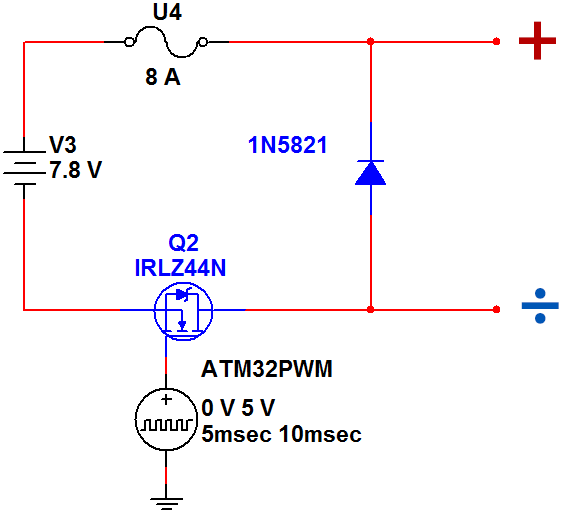 U4
8 A
V3
7.8 V
1N5821
Q2
IRLZ44N
ATM32PWM
0 V 5 V
5msec 10msec